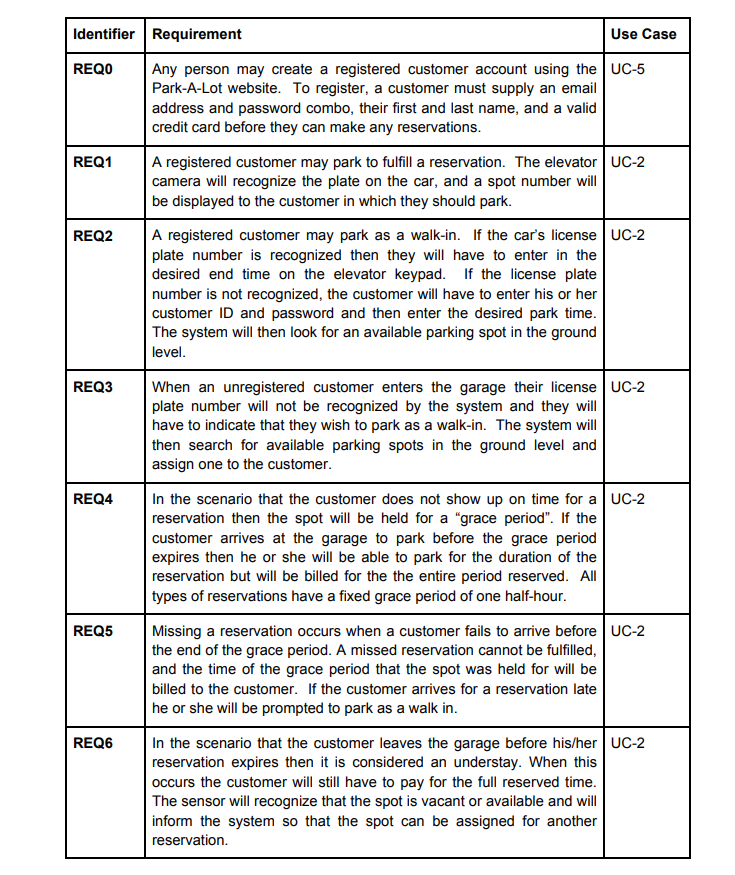 Identifier Requirement Use Case
REQ0 Any person may create a registered customer account using the UC-5
Park-A-Lot website. To register, a customer must supply an email
address and password combo, their first and last name, and a valid
credit card before they can make any reservations.
REQ1 A registered customer may park to fulfill a reservation. The elevator UC-2
camera will recognize the plate on the car, and a spot number will
be displayed to the customer in which they should park.
REQ2 A registered customer may park as a walk-in. If the car's license UC-2
plate number is recognized then they will have to enter in the
desired end time on the elevator keypad. If the license plate
number is not recognized, the customer will have to enter his or her
customer ID and password and then enter the desired park time.
The system will then look for an available parking spot in the ground
level.
REQ3 When an unregistered customer enters the garage their license UC-2
plate number will not be recognized by the system and they will
have to indicate that they wish to park as a walk-in. The system will
then search for available parking spots in the ground level and
assign one to the customer.
REQ4 In the scenario that the customer does not show up on time for a UC-2
reservation then the spot will be held for a “grace period”. If the
customer arrives at the garage to park before the grace period
expires then he or she will be able to park for the duration of the
reservation but will be billed for the the entire period reserved. All
types of reservations have a fixed grace period of one half-hour.
REQ5 Missing a reservation occurs when a customer fails to arrive before UC-2
the end of the grace period. A missed reservation cannot be fulfilled,
and the time of the grace period that the spot was held for will be
billed to the customer. If the customer arrives for a reservation late
he or she will be prompted to park as a walk in.
REQ6 In the scenario that the customer leaves the garage before his/her UC-2
reservation expires then it is considered an understay. When this
occurs the customer will still have to pay for the full reserved time.
The sensor will recognize that the spot is vacant or available and will
inform the system so that the spot can be assigned for another
reservation.